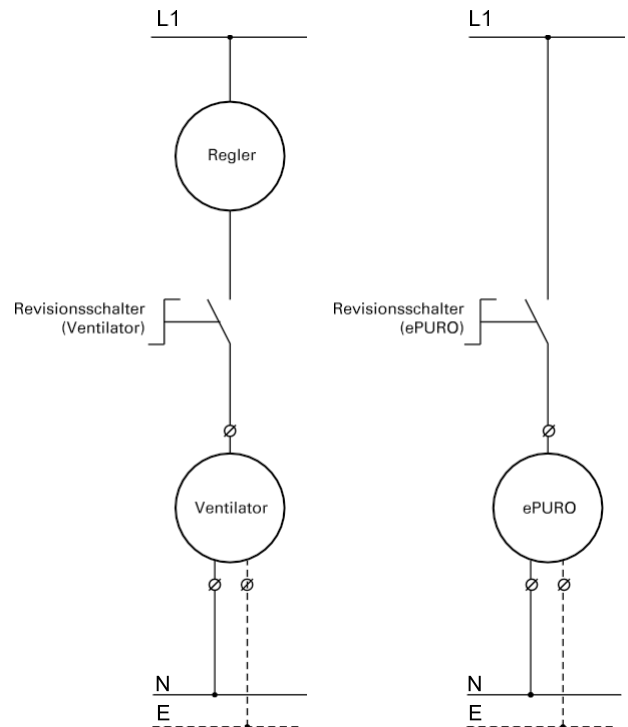 L1
L1
Regler
Revisionsschalter
(Ventilator)
Revisionsschalter
(ePURO)
Ventilator
ePURO
N
E
N
E